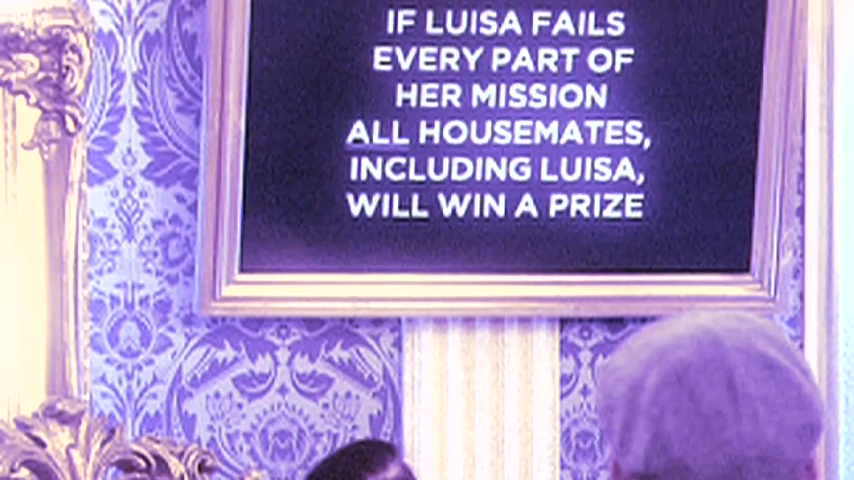 IF LUISA FAILS
EVERY PART OF
HER MISSION
ALL HOUSEMATES,
INCLUDING LUISA,
WILL WIN A PRIZE